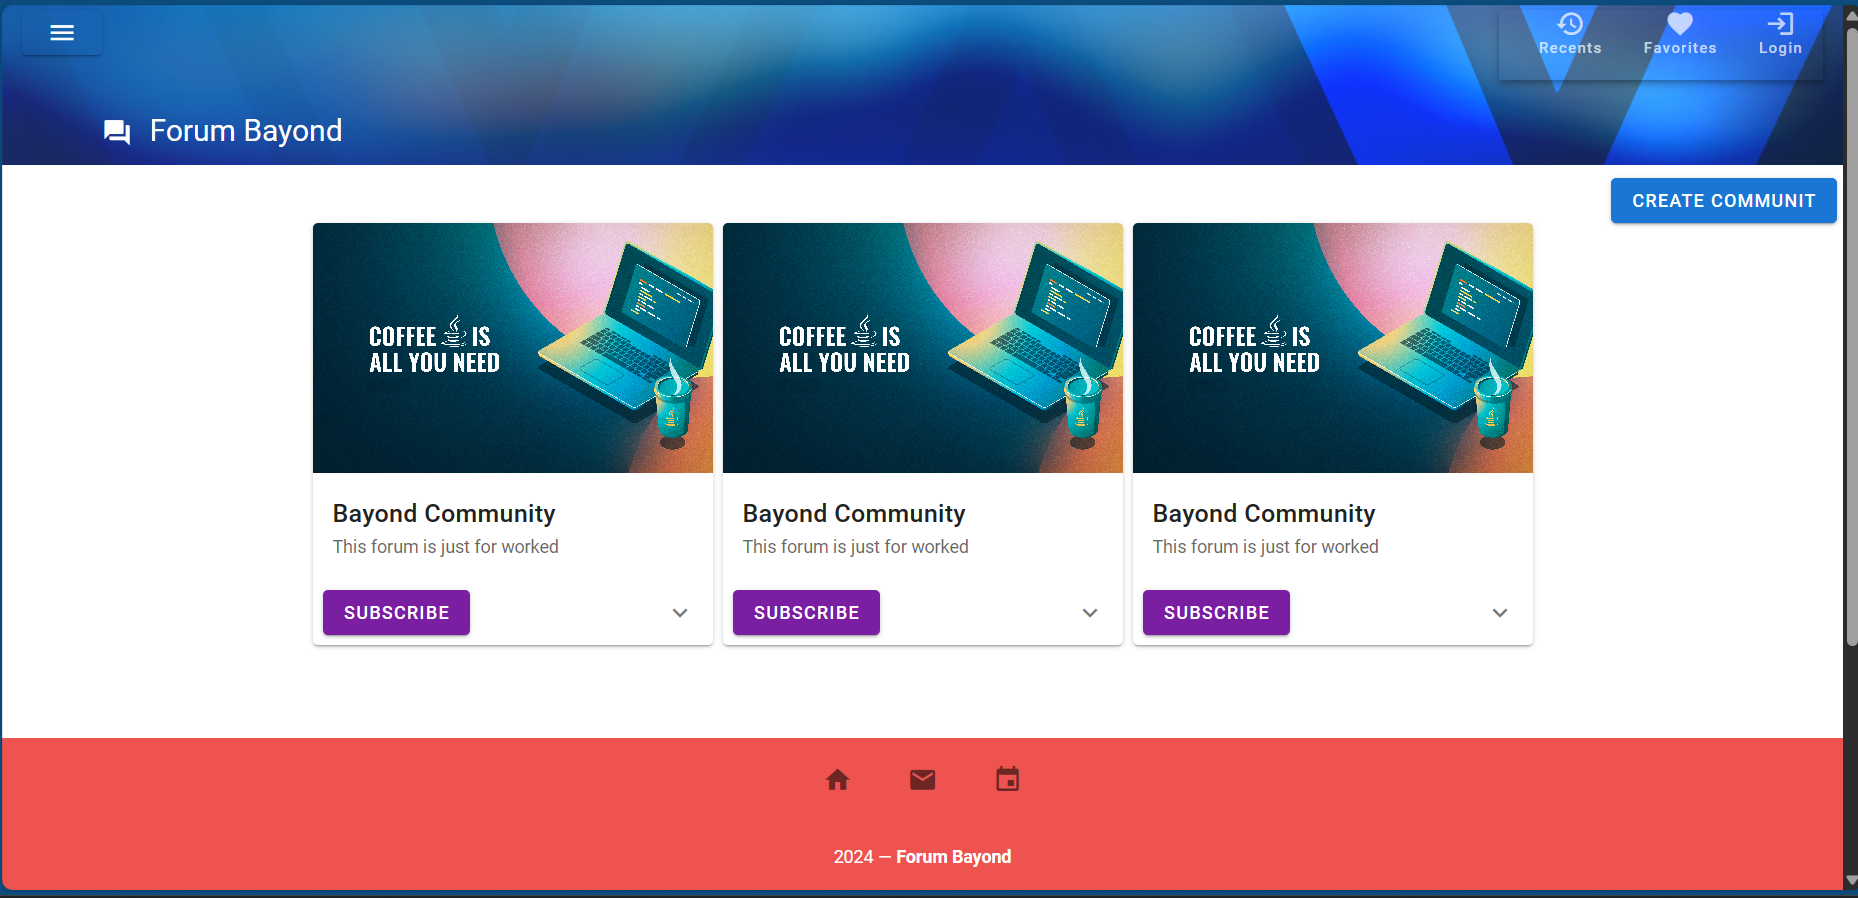 Recents Favorites Login
Forum Bayond
CREATE COMMUNIT
COFFEE IS
ALL YOU NEED
COFFEE IS
ALL YOU NEED
COFFEE IS
ALL YOU NEED
Bayond Community
This forum is just for worked
SUBSCRIBE
Bayond Community
This forum is just for worked
SUBSCRIBE
Bayond Community
This forum is just for worked
SUBSCRIBE
2024 — Forum Bayond